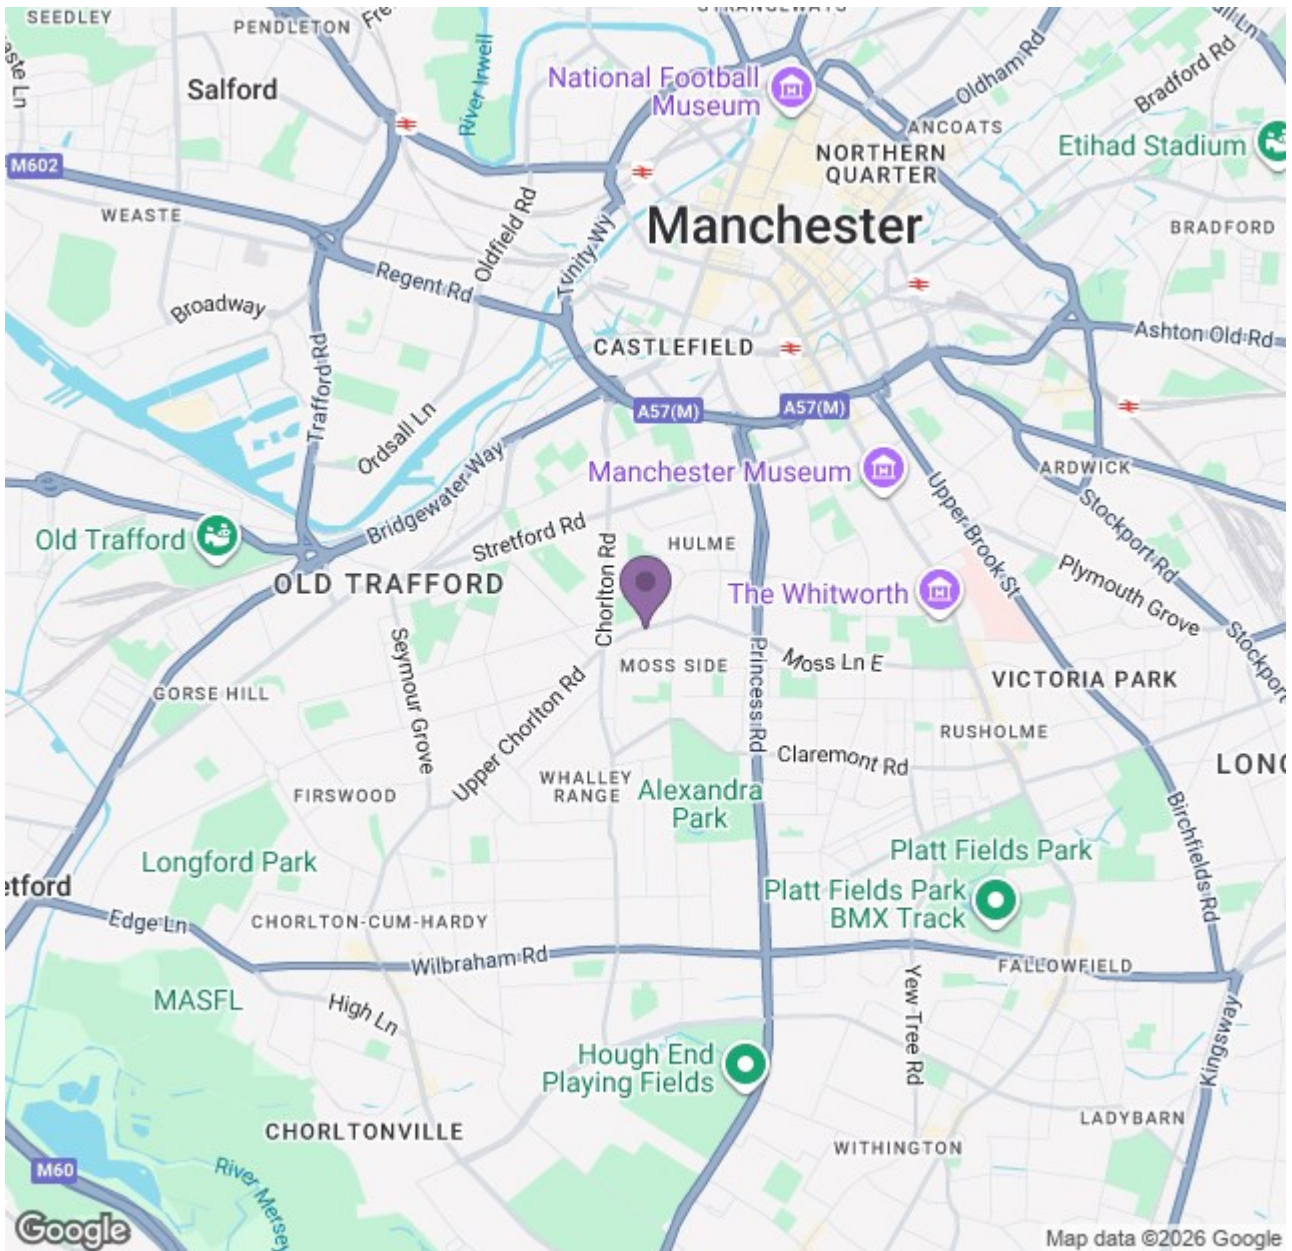 SEEDLEY
PENDLETON
Salford
River Irwell
National Football
Museum
Oldham Rd
Bradford Rd
ANCOATS
NORTHERN
QUARTER
Etihad Stadium
M602
WEASTE
Oldfield Rd
Trinity Wy
Manchester
BRADFORD
Regent Rd
Broadway
CASTLEFIELD
Ashton Old Rd
Trafford Rd
A57(M)
A57(M)
Ordsall Ln
Bridgewater Way
Manchester Museum
ARDWICK
Upper Brook St
Stockport Rd
Old Trafford
Stretford Rd
HULME
OLD TRAFFORD
Chorlton Rd
The Whitworth
Plymouth Grove
Stockport
Seymour Grove
MOSS SIDE
Princess Rd
Moss Ln E
VICTORIA PARK
GORSE HILL
Upper Chorlton Rd
RUSHOLME
Claremont Rd
LONG
WHALLEY
RANGE
FIRSWOOD
Alexandra
Park
Birchfields Rd
Longford Park
Platt Fields Park
etford
Platt Fields Park
BMX Track
Edge Ln
CHORLTON-CUM-HARDY
Wilbraham Rd
FALLOWFIELD
MASFL
High Ln
Yew Tree Rd
Kingsway
Hough End
Playing Fields
CHORLTONVILLE
LADYBARN
WITHINGTON
M60
River Mersey
Google
Map data ©2026 Google